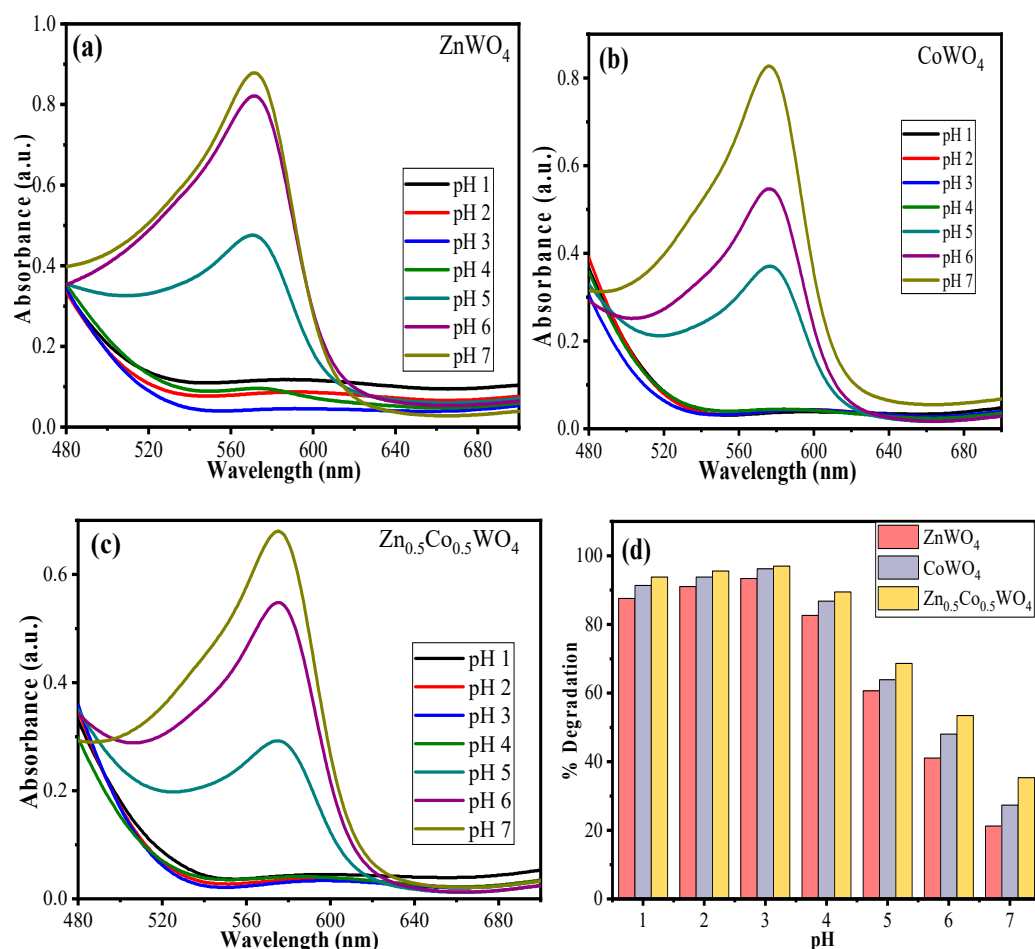 (a)
ZnWO₄
1.0
0.8
0.6
0.4
0.2
0.0
Absorbance (a.u.)
pH 1
pH 2
pH 3
pH 4
pH 5
pH 6
pH 7
480 520 560 600 640
Wavelength (nm)
(b)
CoWO₄
0.8
0.6
0.4
0.2
0.0
Absorbance (a.u.)
pH 1
pH 2
pH 3
pH 4
pH 5
pH 6
pH 7
480 520 560 600 640
Wavelength (nm)
(c)
Zn₀.₅Co₀.₅WO₄
0.6
0.4
0.2
0.0
Absorbance (a.u.)
pH 1
pH 2
pH 3
pH 4
pH 5
pH 6
pH 7
480 520 560 600 640
Wavelength (nm)
(d)
ZnWO₄
CoWO₄
Zn₀.₅Co₀.₅WO₄
100
80
60
40
20
0
% Degradation
1 2 3 4 5 6 7
pH